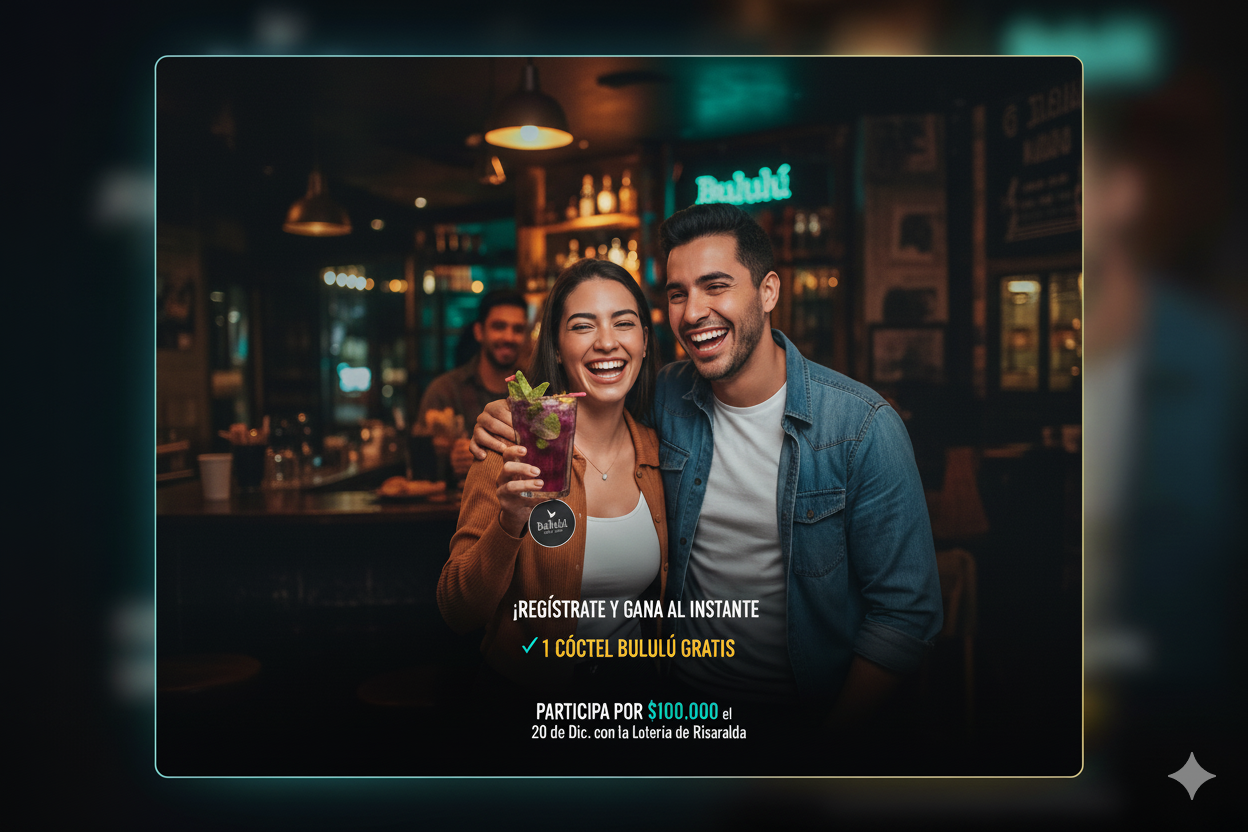 Bululú
¡REGÍSTRATE Y GANA AL INSTANTE
✓ 1 CÓCTEL BULULÚ GRATIS
PARTICIPA POR $100.000 el
20 de Dic. con la Loteria de Risaralda